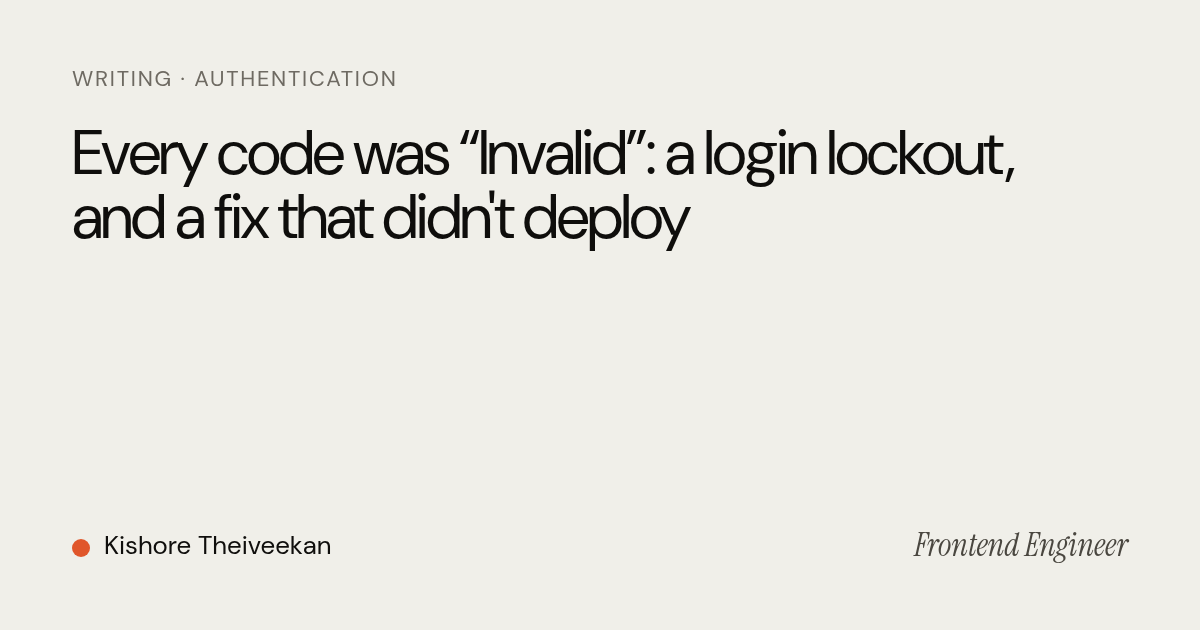 WRITING · AUTHENTICATION
Every code was “Invalid”: a login lockout,
and a fix that didn't deploy
Kishore Theiveekan
Frontend Engineer